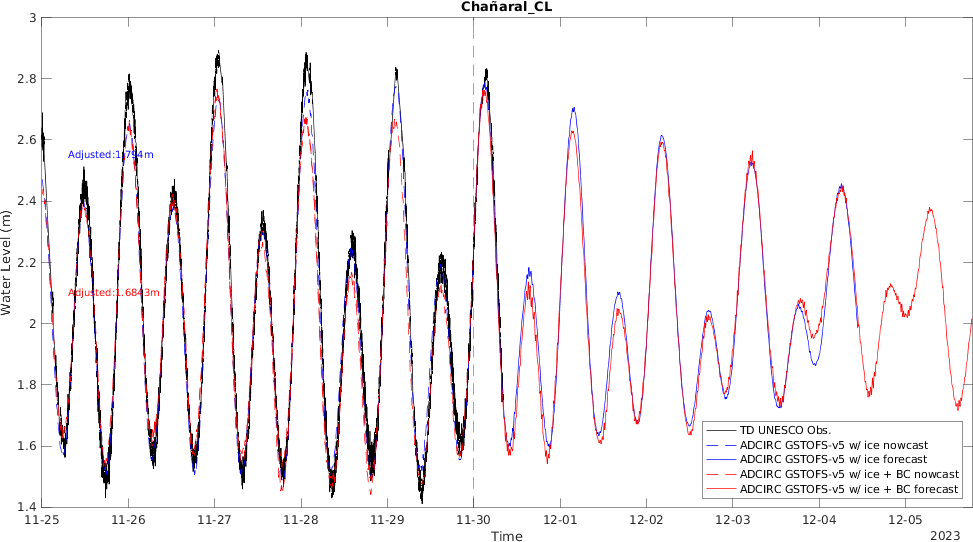 Chañaral_CL
3
2.8
2.6
2.4
2.2
2
1.8
1.6
1.4
Water Level (m)
Adjusted:1.794m
Adjusted:1.6843m
TD UNESCO Obs.
ADCIRC GSTOFS-v5 w/ ice nowcast
ADCIRC GSTOFS-v5 w/ ice forecast
ADCIRC GSTOFS-v5 w/ ice + BC nowcast
ADCIRC GSTOFS-v5 w/ ice + BC forecast
11-25 11-26 11-27 11-28 11-29 11-30 12-01 12-02 12-03 12-04 12-05
Time
2023